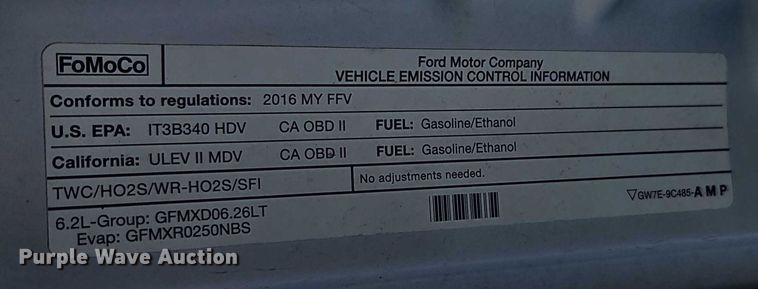 FoMoCo
Ford Motor Company
VEHICLE EMISSION CONTROL INFORMATION
Conforms to regulations: 2016 MY FFV
U.S. EPA: IT3B340 HDV CA OBD II FUEL: Gasoline/Ethanol
California: ULEV II MDV CA OBD II FUEL: Gasoline/Ethanol
TWC/HO2S/WR-HO2S/SFI
No adjustments needed.
6.2L-Group: GFMXD06.26LT
Evap: GFMXR0250NBS
▽GW7E-9C485-AMP
Purple Wave Auction